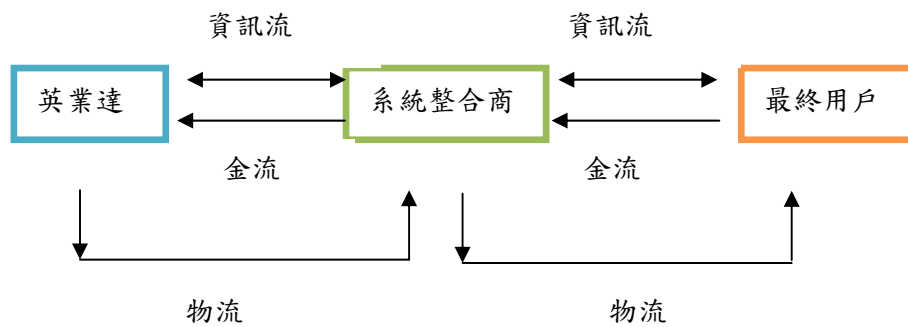 資訊流 資訊流
英業達 系統整合商 最終用戶
金流 金流
物流 物流